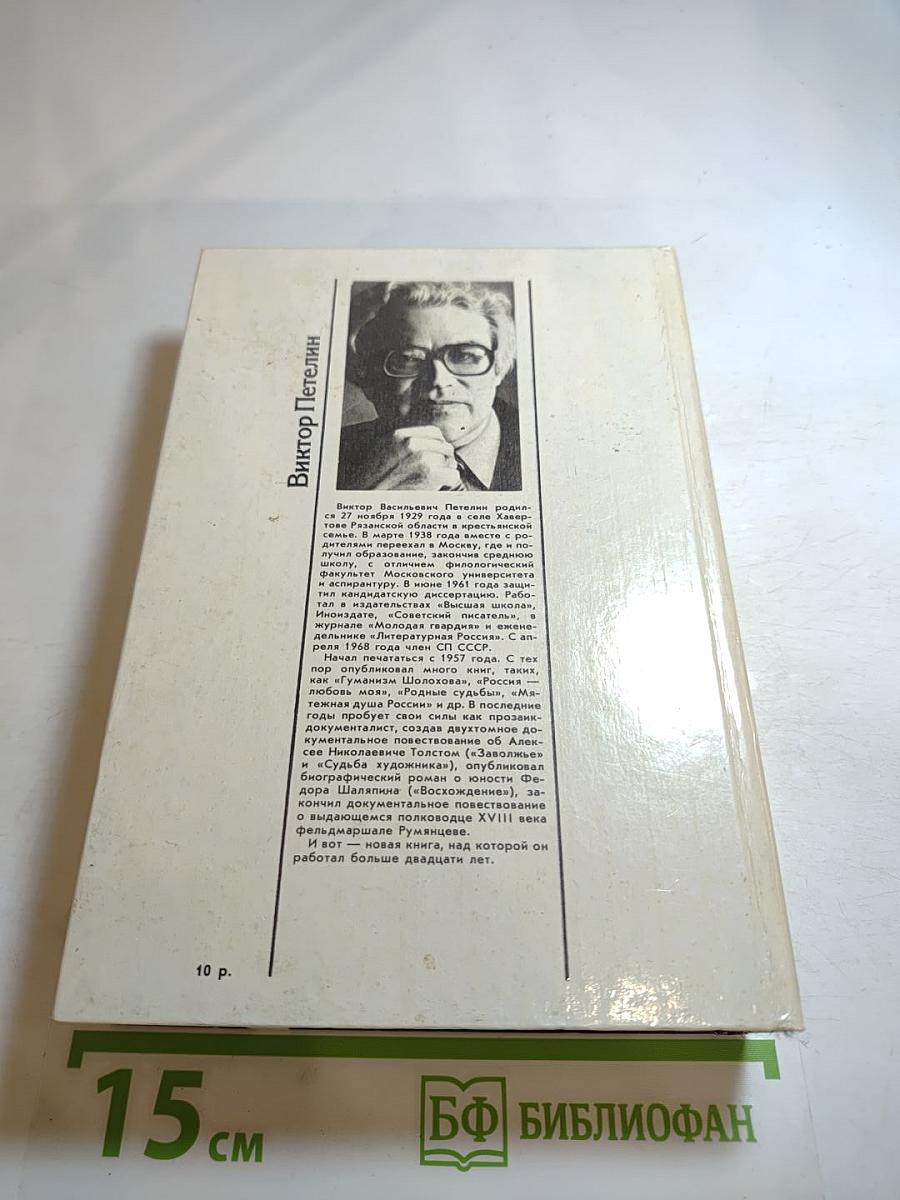 Виктор Петелин
Виктор Васильевич Петелин родил-
ся 27 ноября 1929 года в селе Хавер-
тове Рязанской области в крестьянской
семье. В марте 1938 года вместе с ро-
дителями переехал в Москву, где и по-
лучил образование, закончив среднюю
школу, с отличием филологический
факультет Московского университета
и аспирантуру. В июне 1961 года защи-
тил кандидатскую диссертацию. Рабо-
тал в издательствах «Высшая школа»,
Иноиздате, «Советский писатель», в
журнале «Молодая гвардия» и ежене-
дельнике «Литературная Россия». С ап-
реля 1968 года член СП СССР.
Начал печататься с 1957 года. С тех
пор опубликовал много книг, таких,
как «Гуманизм Шолохова», «Россия —
любовь моя», «Родные судьбы», «Мя-
тежная душа России» и др. В последние
годы пробует свои силы как прозаик-
документалист, создав двухтомное до-
кументальное повествование об Алек-
сее Николаевиче Толстом («Заволжье»
и «Судьба художника»), опубликовал
биографический роман о юности Фе-
дора Шаляпина («Восхождение»), за-
кончил документальное повествование
о выдающемся полководце XVIII века
фельдмаршале Румянцеве.
И вот — новая книга, над которой он
работал больше двадцати лет.
10 р.
15 см
БФ БИБЛИОФАН